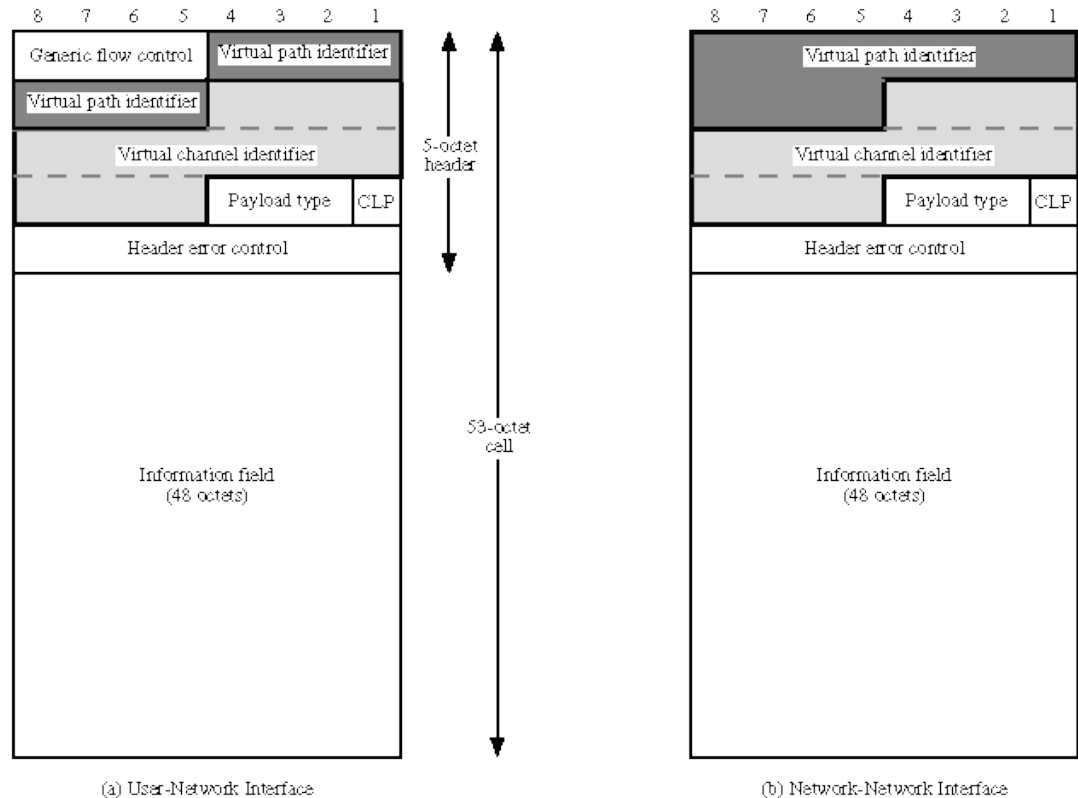 8 7 6 5 4 3 2 1
Generic flow control
Virtual path identifier
Virtual path identifier
Virtual channel identifier
Payload type
CLP
Header error control
Information field
(48 octets)
(a) User-Network Interface
5-octet
header
53-octet
cell
8 7 6 5 4 3 2 1
Virtual path identifier
Virtual channel identifier
Payload type
CLP
Header error control
Information field
(48 octets)
(b) Network-Network Interface